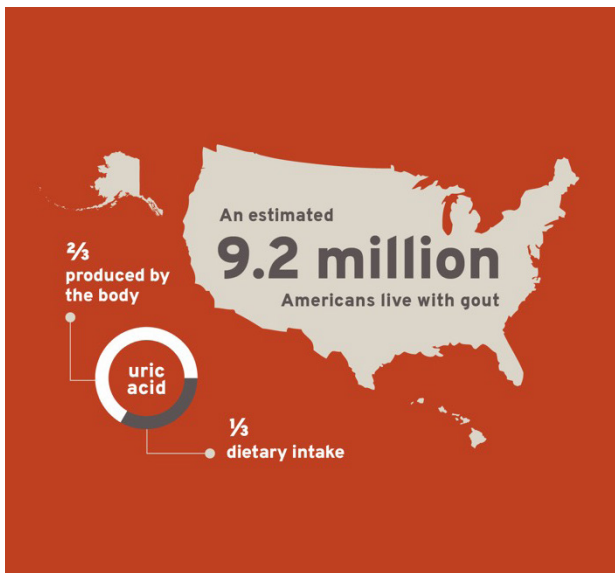 An estimated
9.2 million
Americans live with gout
⅔
produced by
the body
uric
acid
⅓
dietary intake